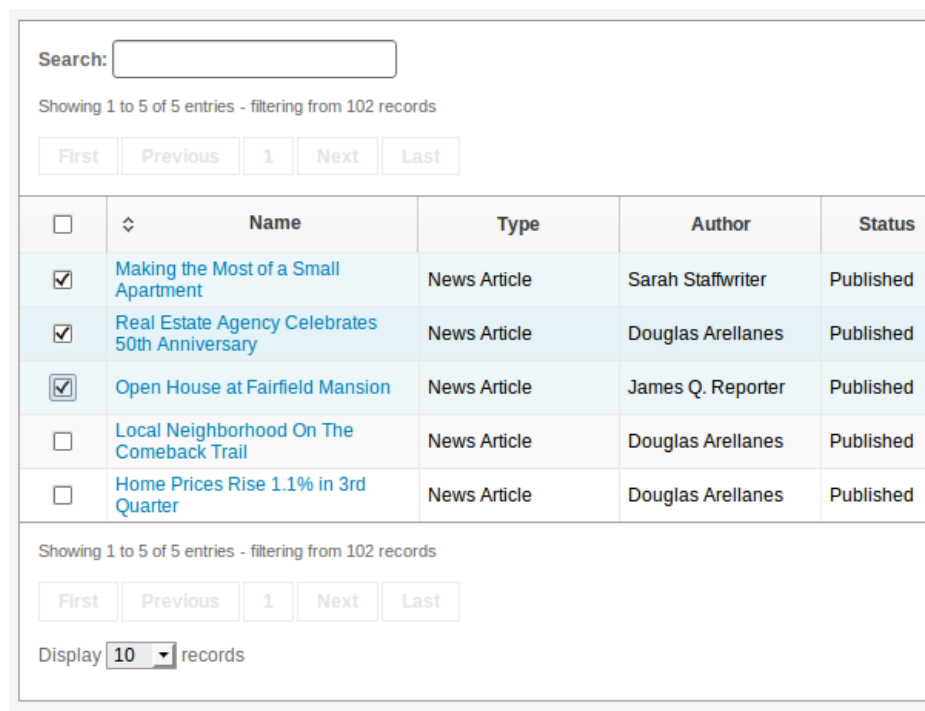 Search:
Showing 1 to 5 of 5 entries - filtering from 102 records
First Previous 1 Next Last
Name Type Author Status
Making the Most of a Small
Apartment
News Article Sarah Staffwriter Published
Real Estate Agency Celebrates
50th Anniversary
News Article Douglas Arellanes Published
Open House at Fairfield Mansion News Article James Q. Reporter Published
Local Neighborhood On The
Comeback Trail
News Article Douglas Arellanes Published
Home Prices Rise 1.1% in 3rd
Quarter
News Article Douglas Arellanes Published
Showing 1 to 5 of 5 entries - filtering from 102 records
First Previous 1 Next Last
Display 10 records